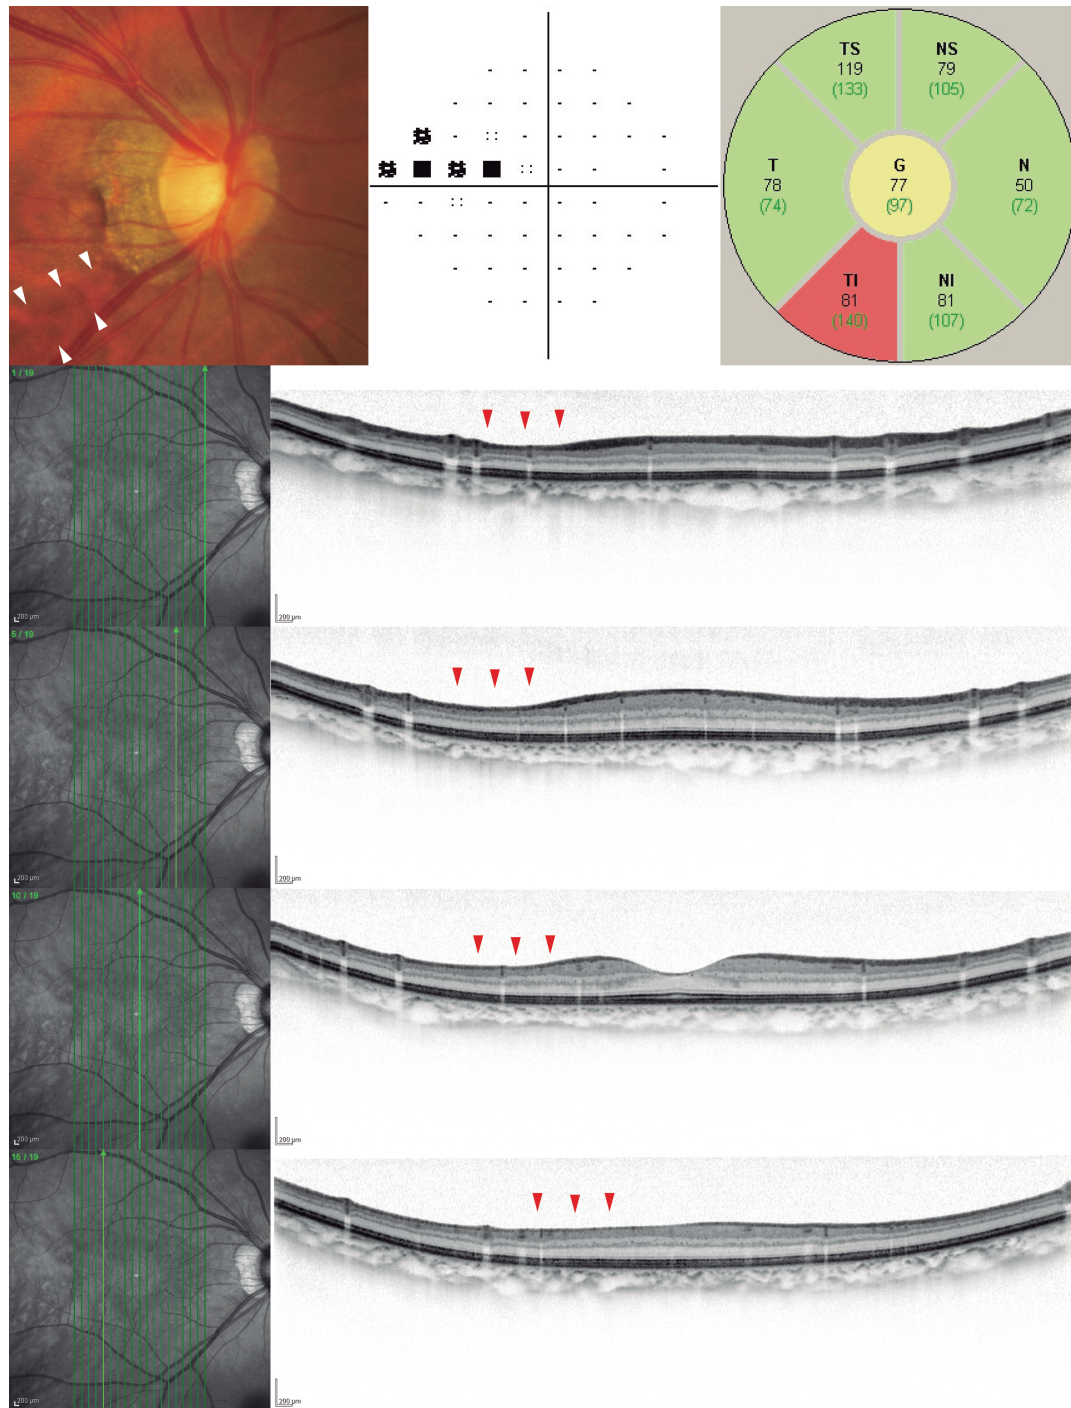 TS
119
(133)
NS
79
(105)
T
78
(74)
G
77
(97)
N
50
(72)
TI
81
(140)
NI
81
(107)
1 / 19
200 µm
200 µm
5 / 19
200 µm
200 µm
10 / 19
200 µm
200 µm
15 / 19
200 µm
200 µm